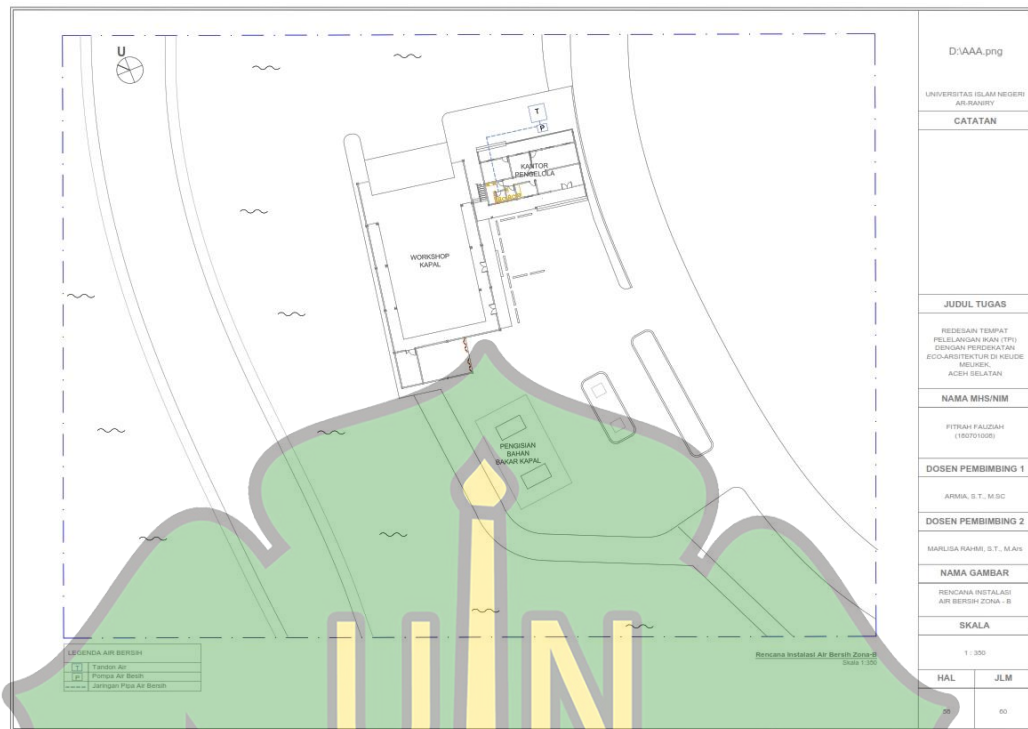 U
T
P
KANTOR
PENGELOLA
WORKSHOP
KAPAL
PENGISIAN
BAHAN
BAKAR KAPAL
LEGENDA AIR BERSIH
T Tandon Air
P Pompa Air Besih
Jaringan Pipa Air Bersih
Rencana Instalasi Air Bersih Zona-B
Skala 1:350
UIN
D:\AAA.png
UNIVERSITAS ISLAM NEGERI
AR-RANIRY
CATATAN
JUDUL TUGAS
REDESAIN TEMPAT
PELELANGAN IKAN (TPI)
DENGAN PERDEKATAN
ECO-ARSITEKTUR DI KEUDE
MEUKEK,
ACEH SELATAN
NAMA MHS/NIM
FITRAH FAUZIAH
(160701008)
DOSEN PEMBIMBING 1
ARMIA, S.T., M.SC
DOSEN PEMBIMBING 2
MARLISA RAHMI, S.T., M.Ars
NAMA GAMBAR
RENCANA INSTALASI
AIR BERSIH ZONA - B
SKALA
1 : 350
HAL JLM
60